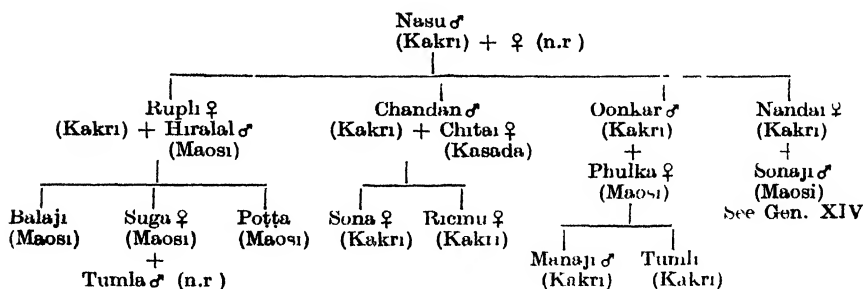 Nasu ♂
(Kakri) + ♀ (n.r )
Rupli ♀ Chandan ♂ Oonkar ♂ Nandai ♀
(Kakri) + Hiralal ♂ (Kakri) + Chitai ♀ (Kakri) (Kakri)
(Maosi) (Kasada) + +
Phulka ♀ Sonaji ♂
(Maosi) (Maosi)
See Gen. XIV
Balaji Suga ♀ Potta Sona ♀ Ricmu ♀
(Maosi) (Maosi) (Maosi) (Kakri) (Kakri)
+ Manaji ♂ Tumli
Tumla ♂ (n.r ) (Kakri) (Kakri)